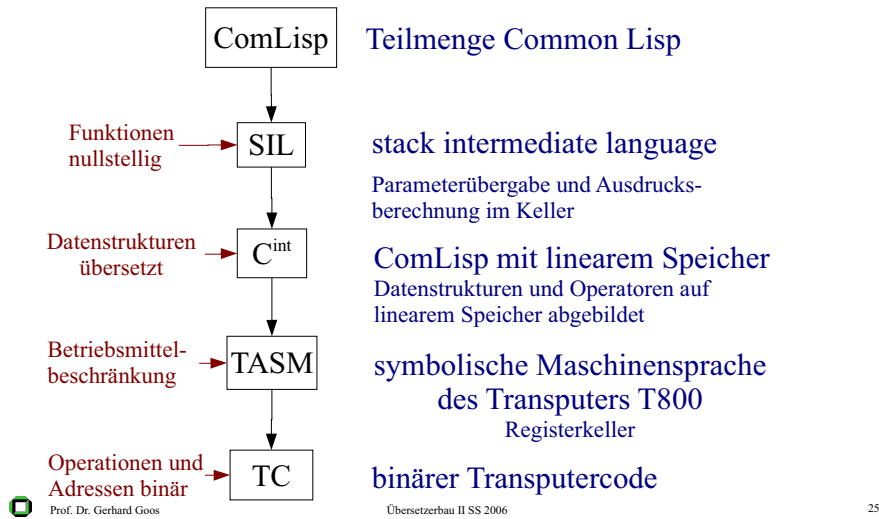 ComLisp
Teilmenge Common Lisp
Funktionen
nullstellig
SIL
stack intermediate language
Parameterübergabe und Ausdrucks-
berechnung im Keller
Datenstrukturen
übersetzt
C^int
ComLisp mit linearem Speicher
Datenstrukturen und Operatoren auf
linearem Speicher abgebildet
Betriebsmittel-
beschränkung
TASM
symbolische Maschinensprache
des Transputers T800
Registerkeller
Operationen und
Adressen binär
TC
binärer Transputercode
Prof. Dr. Gerhard Goos
Übersetzerbau II SS 2006
25